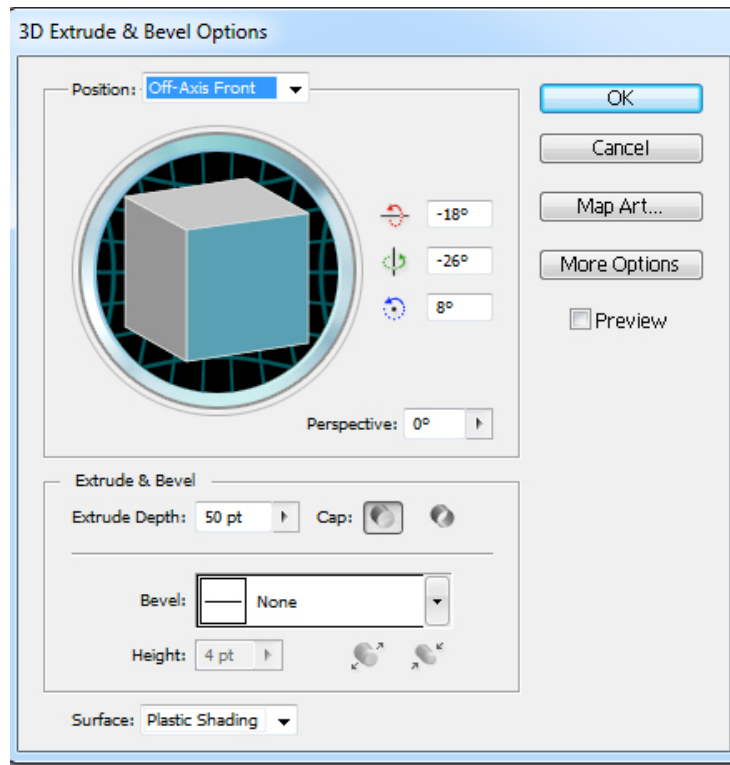 3D Extrude & Bevel Options
Position: Off-Axis Front
OK
Cancel
Map Art...
More Options
Preview
-18°
-26°
8°
Perspective: 0°
Extrude & Bevel
Extrude Depth: 50 pt Cap:
Bevel: None
Height: 4 pt
Surface: Plastic Shading